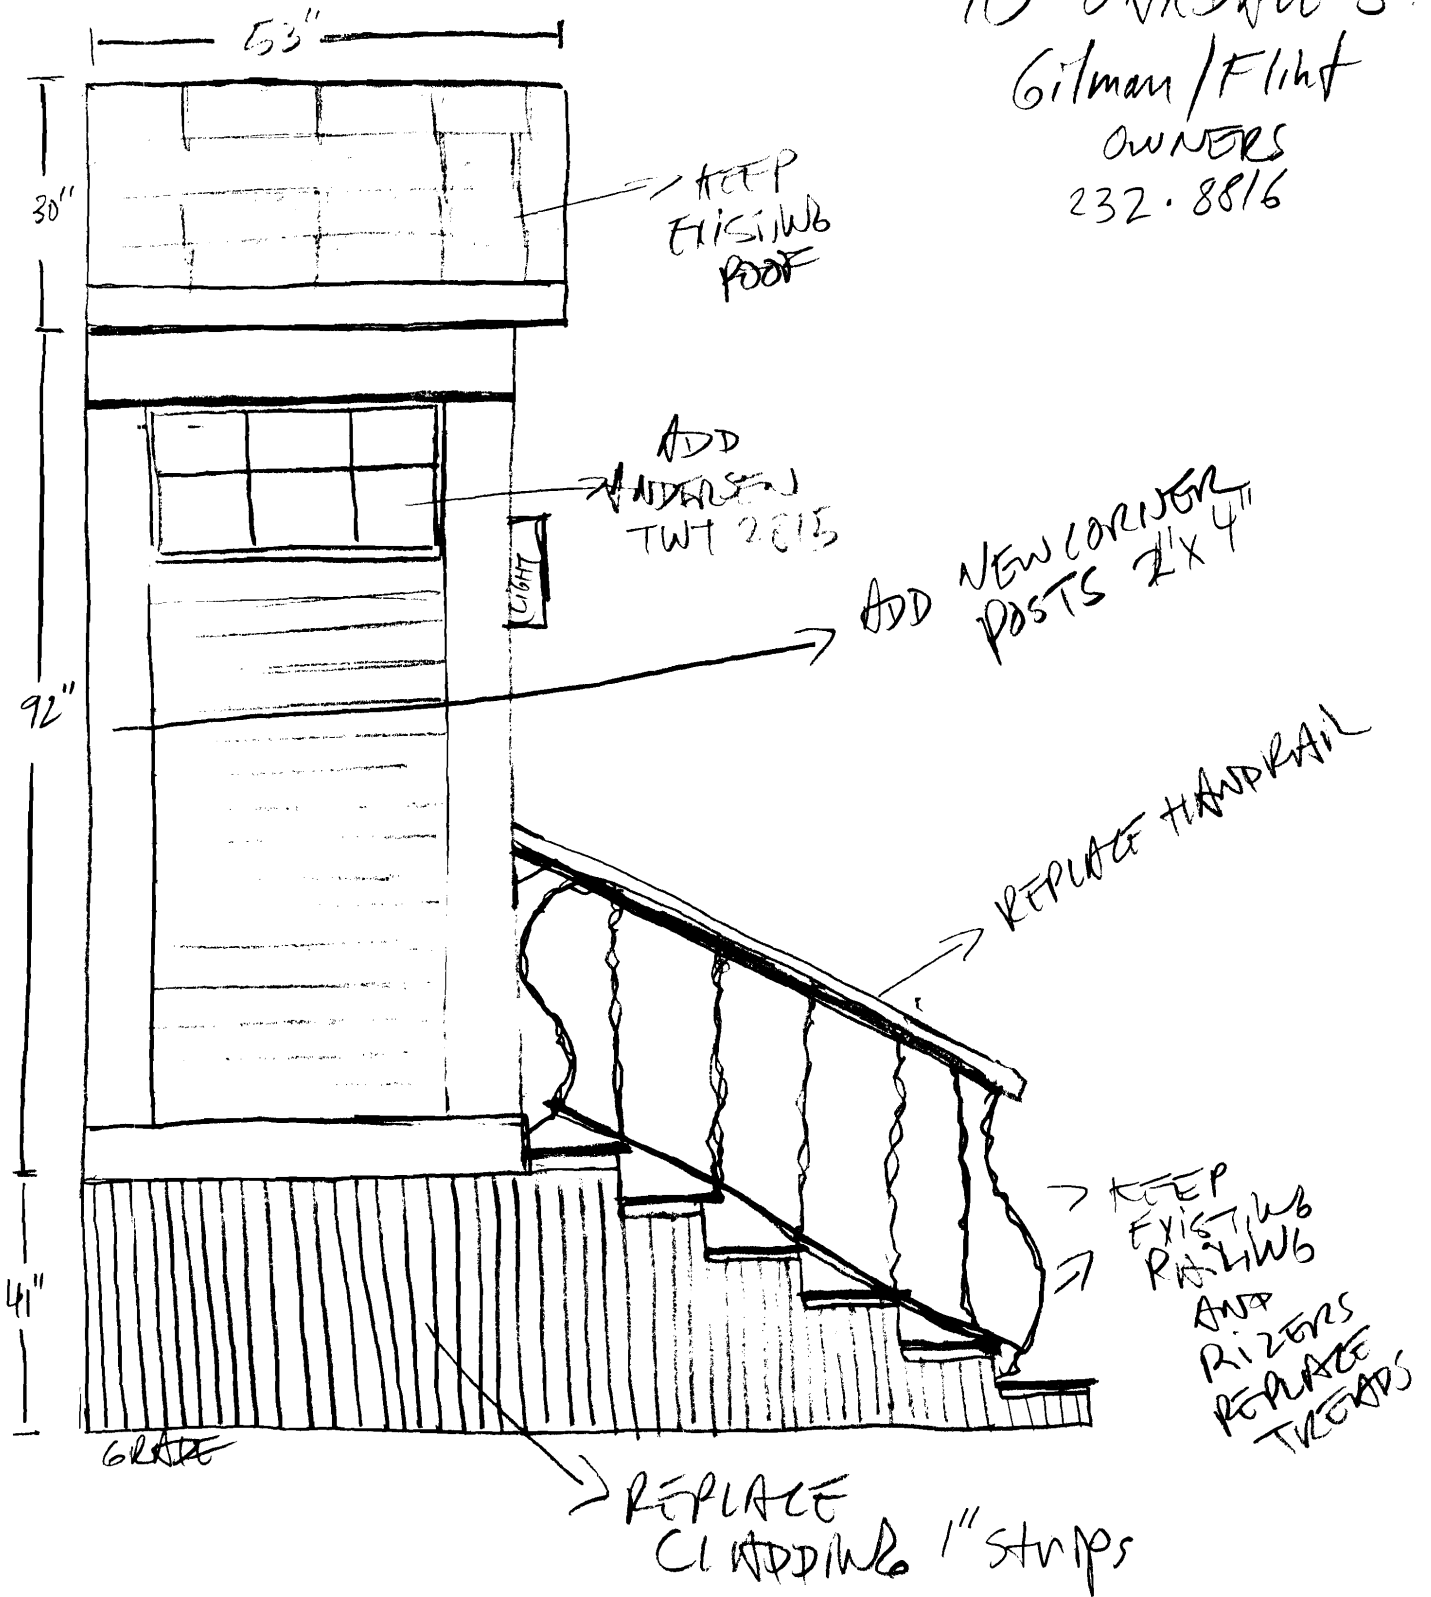 Gilman / Flint
OWNERS
232 · 8816
53"
30"
KEEP
EXISTING
ROOF
ADD
ANDERSEN
TWT 2815
LIGHT
ADD NEW CORNER
POSTS 2"X 4"
92"
REPLACE HANDRAIL
KEEP
EXISTING
RAILING
AND
RIZERS
REPLACE
TREADS
41"
GRADE
REPLACE
CLADDING 1" strips